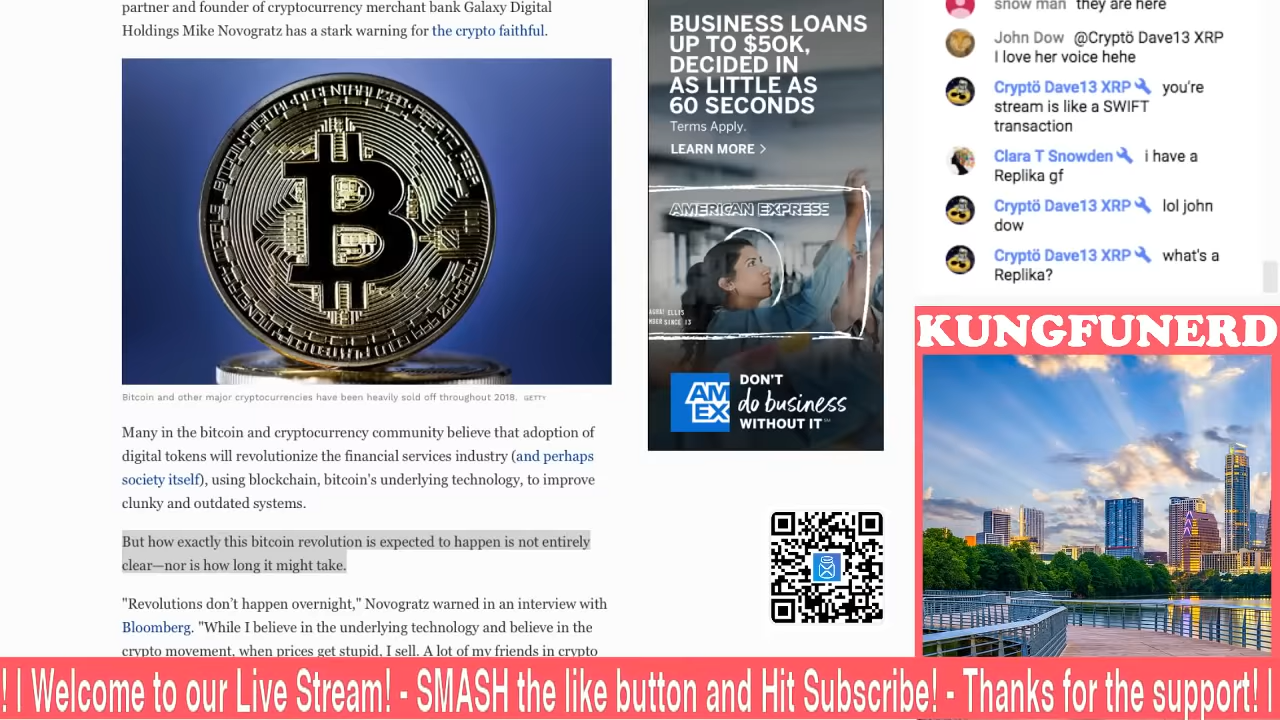 partner and founder of cryptocurrency merchant bank Galaxy Digital
Holdings Mike Novogratz has a stark warning for the crypto faithful.
Bitcoin and other major cryptocurrencies have been heavily sold off throughout 2018. GETTY
Many in the bitcoin and cryptocurrency community believe that adoption of
digital tokens will revolutionize the financial services industry (and perhaps
society itself), using blockchain, bitcoin's underlying technology, to improve
clunky and outdated systems.
But how exactly this bitcoin revolution is expected to happen is not entirely
clear—nor is how long it might take.
"Revolutions don't happen overnight," Novogratz warned in an interview with
Bloomberg. "While I believe in the underlying technology and believe in the
crypto movement, when prices get stupid, I sell. A lot of my friends in crypto
BUSINESS LOANS
UP TO $50K,
DECIDED IN
AS LITTLE AS
60 SECONDS
Terms Apply.
LEARN MORE >
AMERICAN EXPRESS
AM
EX
DON'T
do business
WITHOUT IT
snow man they are here
John Dow @Cryptö Dave13 XRP
I love her voice hehe
Cryptö Dave13 XRP you're
stream is like a SWIFT
transaction
Clara T Snowden i have a
Replika gf
Cryptö Dave13 XRP lol john
dow
Cryptö Dave13 XRP what's a
Replika?
KUNGFUNERD
! | Welcome to our Live Stream! - SMASH the like button and Hit Subscribe! - Thanks for the support! |